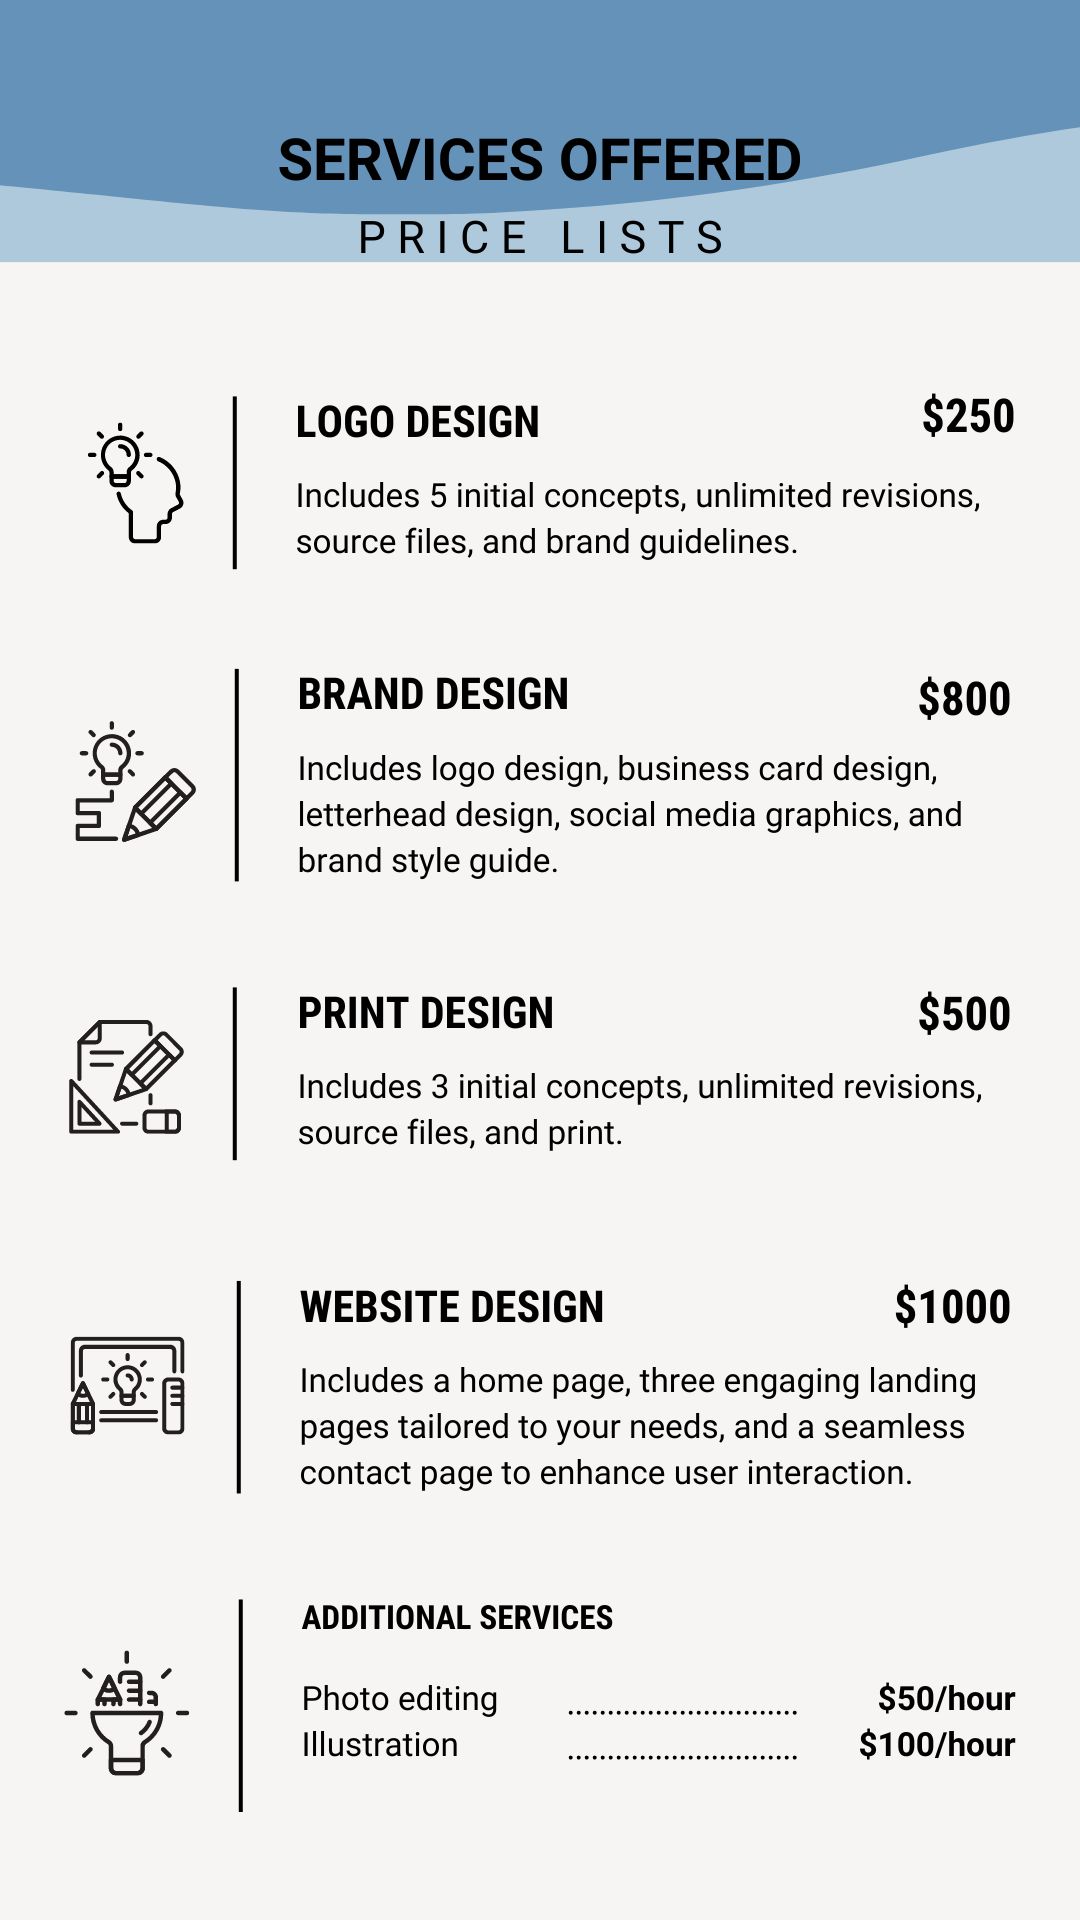 SERVICES OFFERED
PRICE LISTS
LOGO DESIGN $250
Includes 5 initial concepts, unlimited revisions,
source files, and brand guidelines.
BRAND DESIGN $800
Includes logo design, business card design,
letterhead design, social media graphics, and
brand style guide.
PRINT DESIGN $500
Includes 3 initial concepts, unlimited revisions,
source files, and print.
WEBSITE DESIGN $1000
Includes a home page, three engaging landing
pages tailored to your needs, and a seamless
contact page to enhance user interaction.
ADDITIONAL SERVICES
Photo editing .............................. $50/hour
Illustration .............................. $100/hour